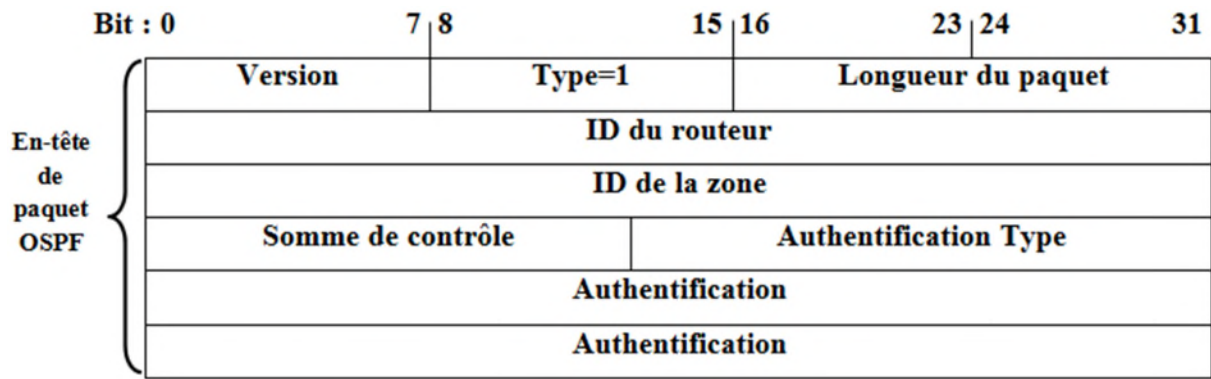 Bit : 0 7 8 15 16 23 24 31
Version Type=1 Longueur du paquet
ID du routeur
ID de la zone
Somme de contrôle Authentification Type
Authentification
Authentification
En-tête
de
paquet
OSPF